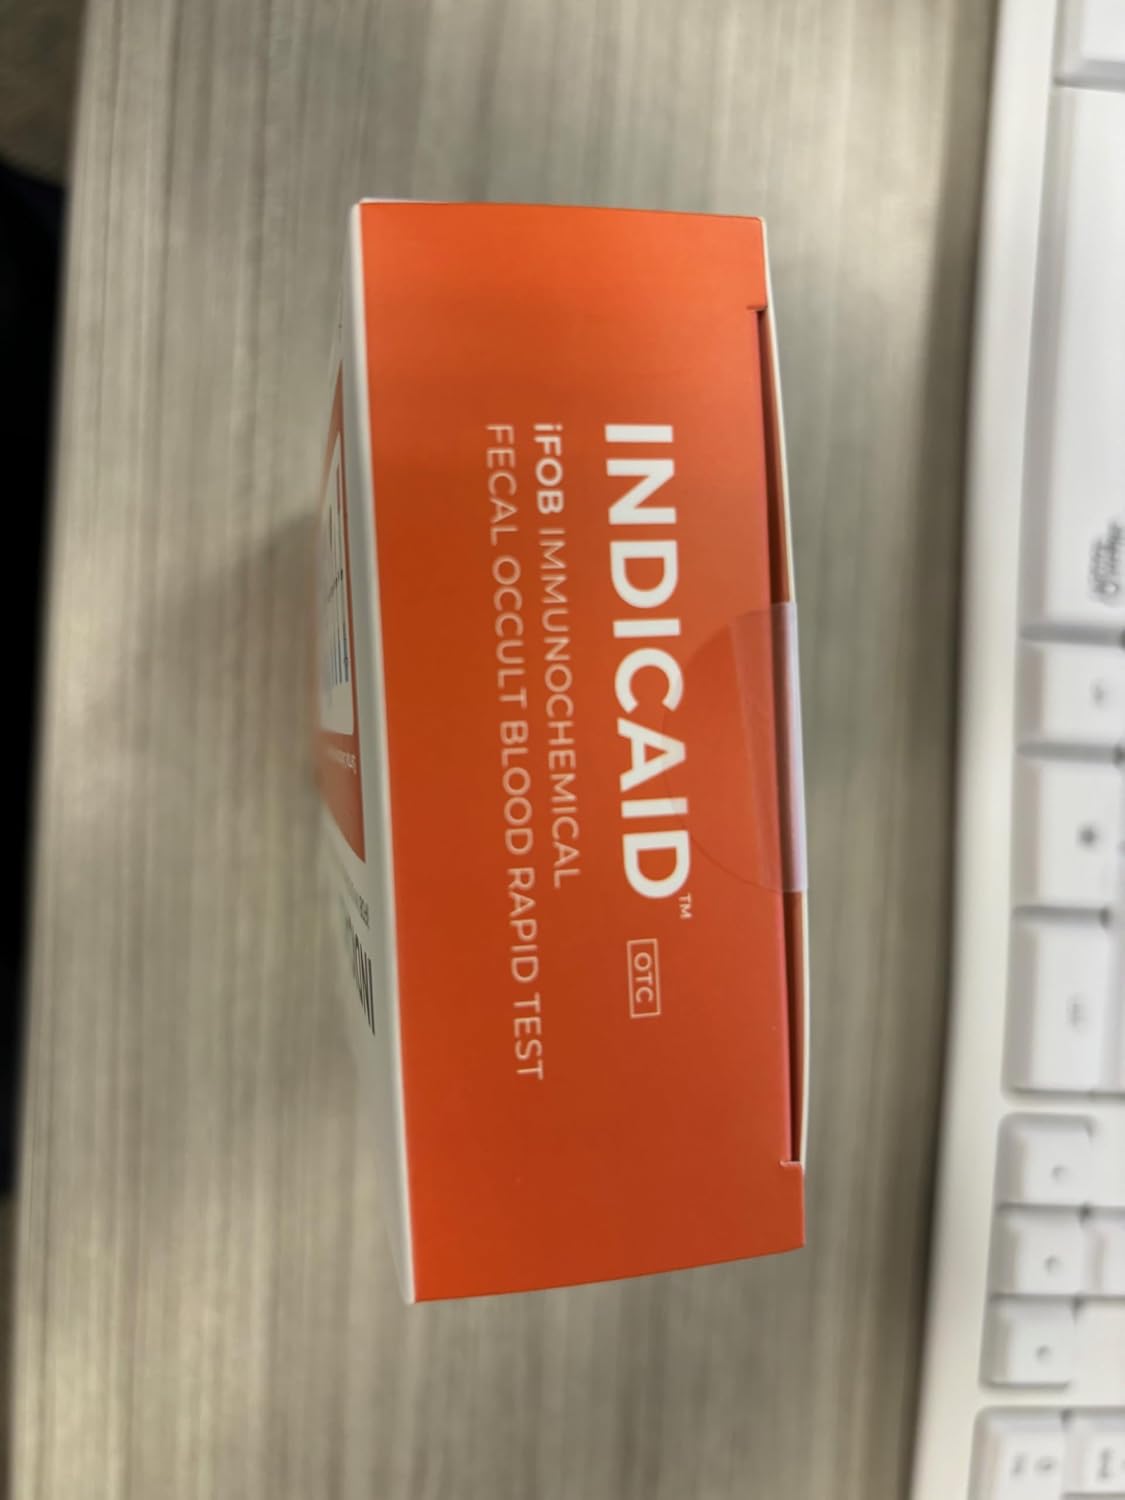 INDICAID™ OTC
iFOB IMMUNOCHEMICAL
FECAL OCCULT BLOOD RAPID TEST